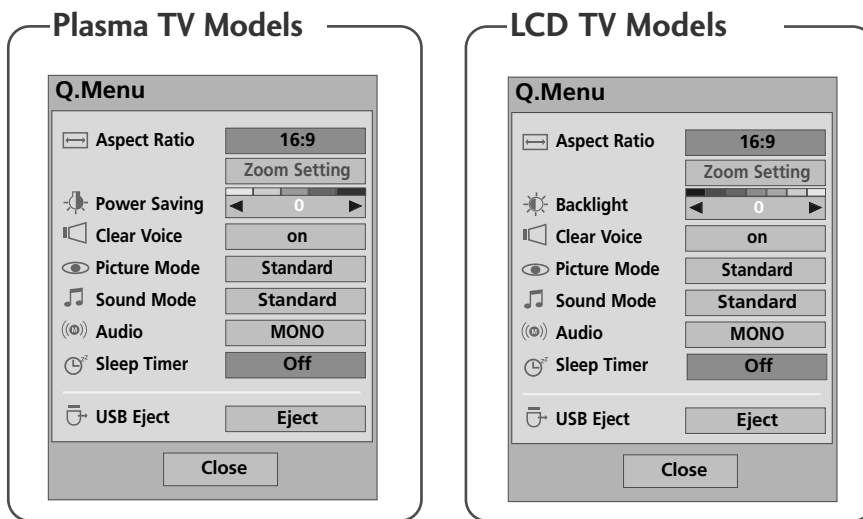 Plasma TV Models
Q.Menu
Aspect Ratio 16:9
Zoom Setting
Power Saving 0
Clear Voice on
Picture Mode Standard
Sound Mode Standard
Audio MONO
Sleep Timer Off
USB Eject Eject
Close
LCD TV Models
Q.Menu
Aspect Ratio 16:9
Zoom Setting
Backlight 0
Clear Voice on
Picture Mode Standard
Sound Mode Standard
Audio MONO
Sleep Timer Off
USB Eject Eject
Close